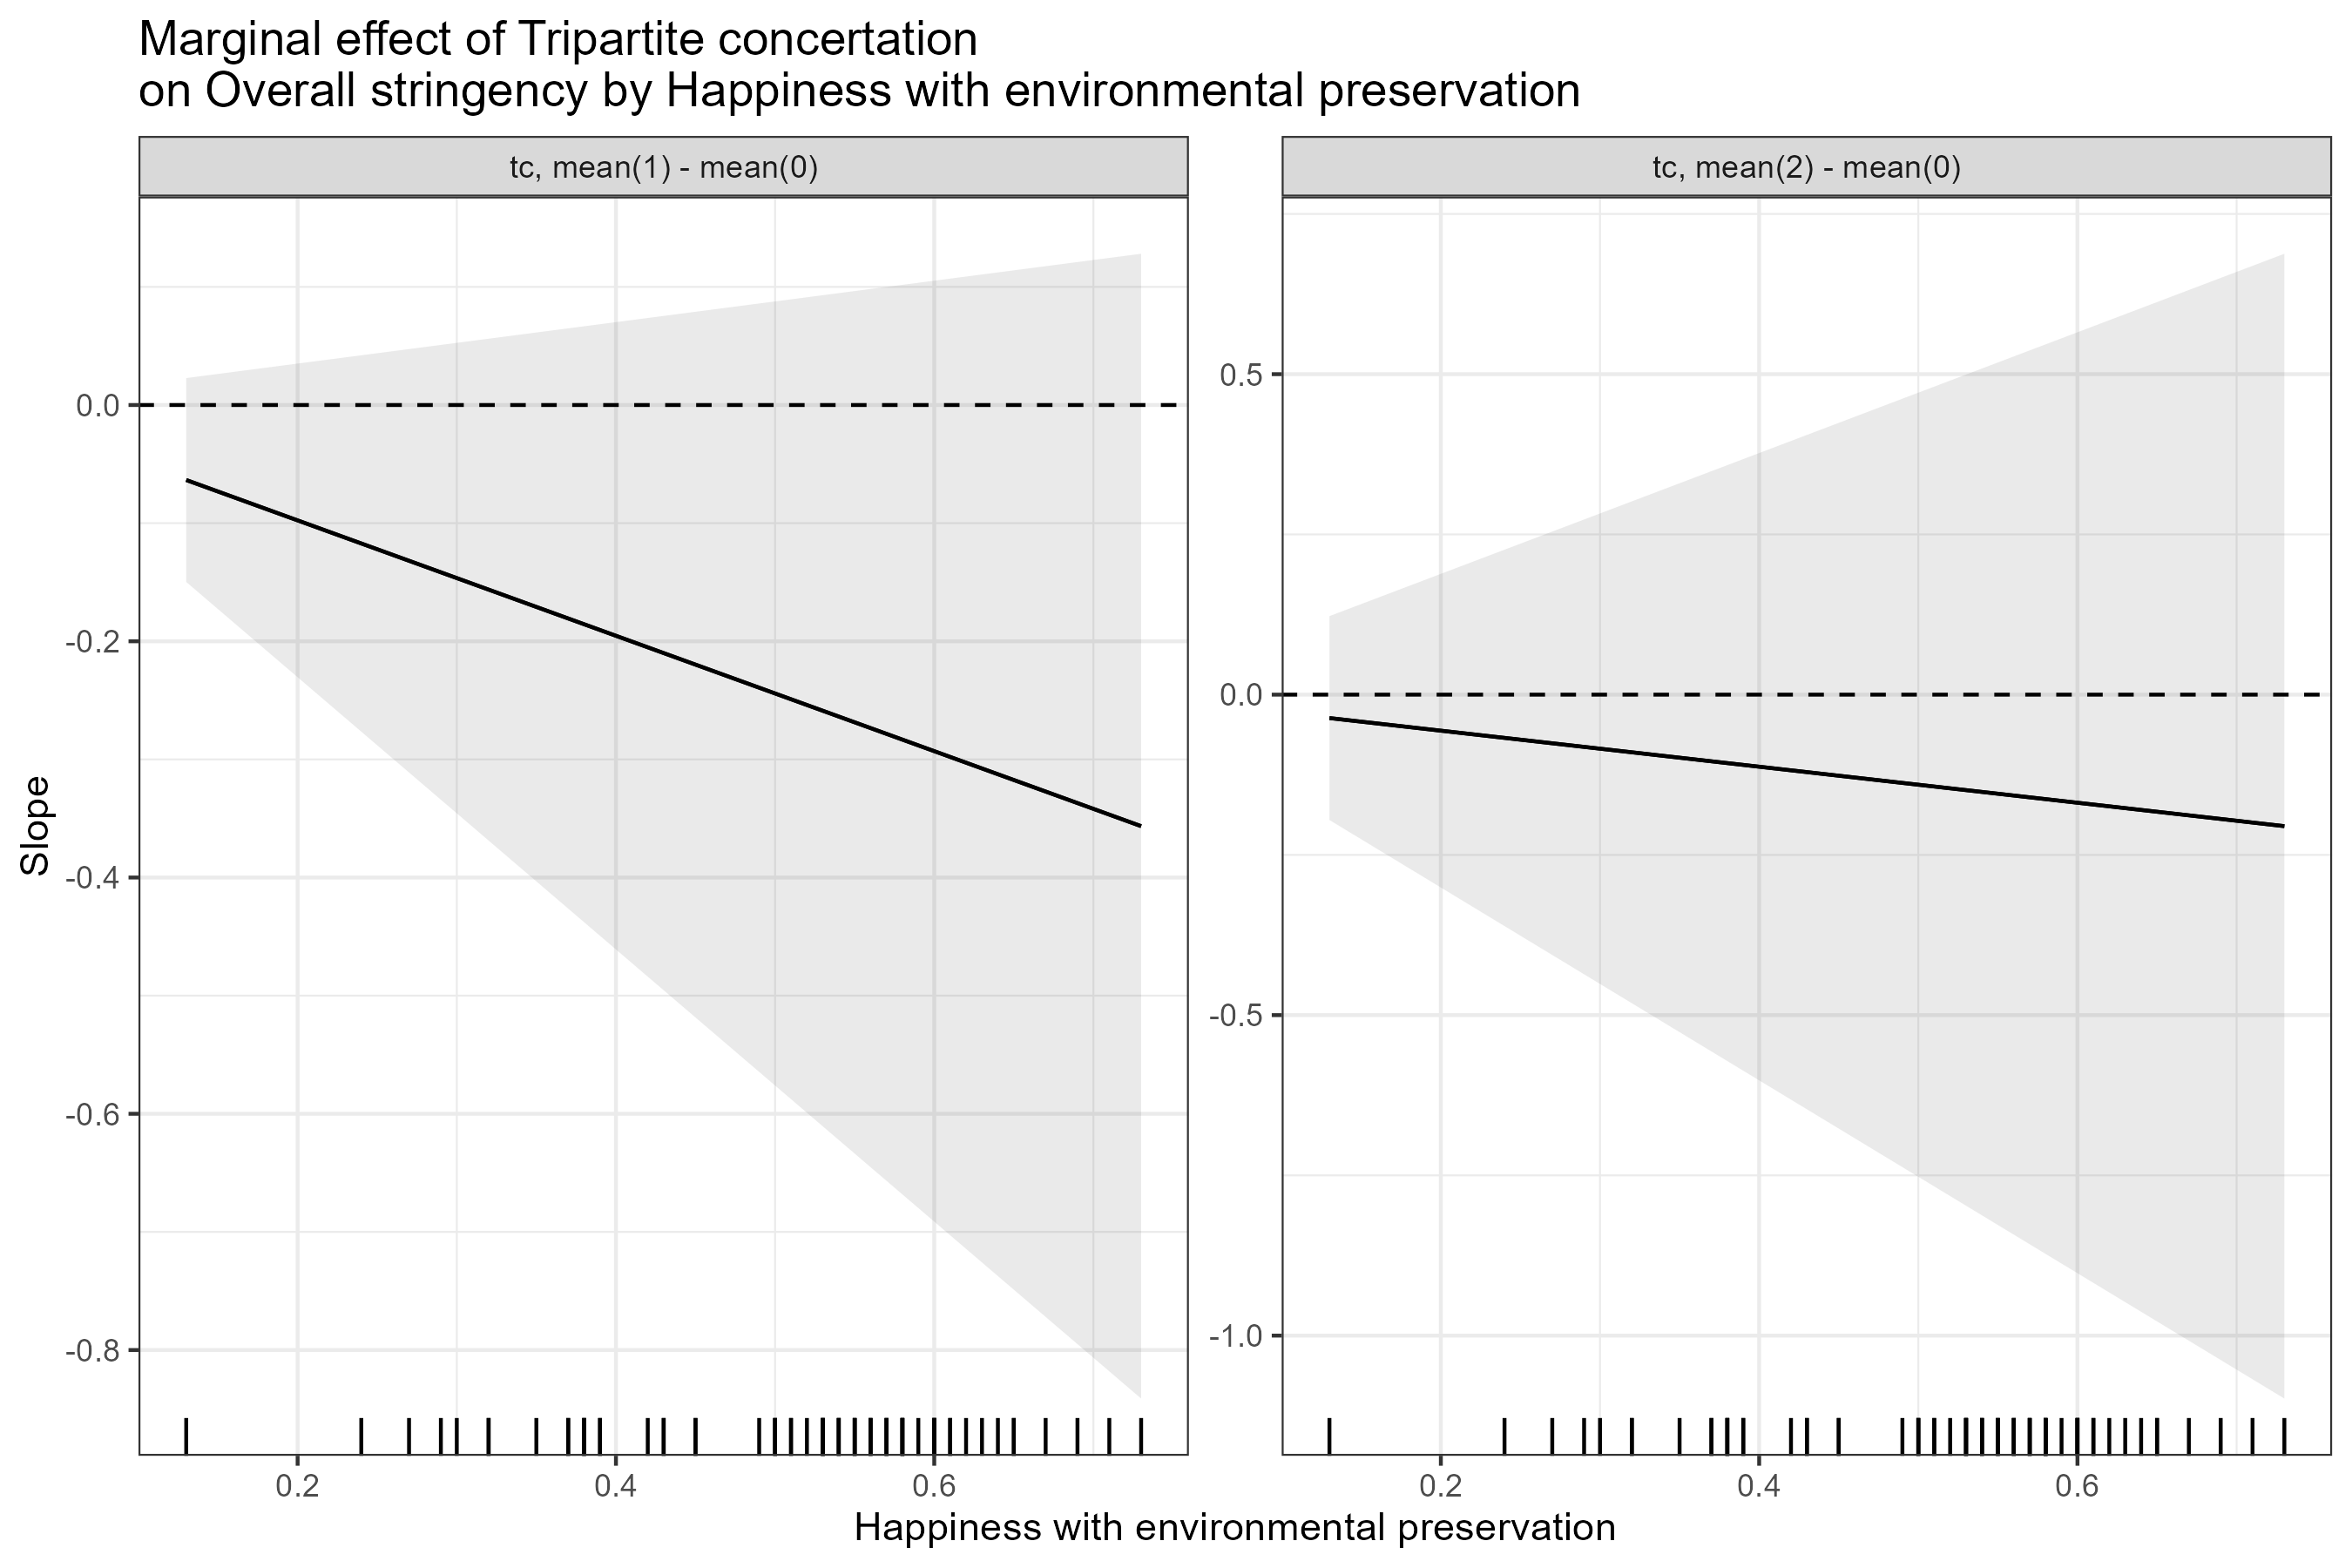 Marginal effect of Tripartite concertation
on Overall stringency by Happiness with environmental preservation
tc, mean(1) - mean(0)
tc, mean(2) - mean(0)
Slope
0.0
-0.2
-0.4
-0.6
-0.8
0.5
0.0
-0.5
-1.0
0.2 0.4 0.6
0.2 0.4 0.6
Happiness with environmental preservation